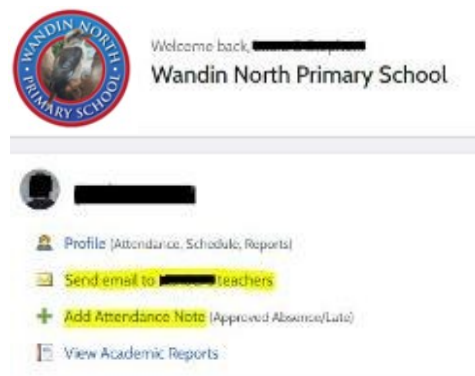 WANDIN NORTH PRIMARY SCHOOL
Welcome back,
Wandin North Primary School
Profile (Attendance, Schedule, Reports)
Send email to teachers
Add Attendance Note (Approved Absence/Late)
View Academic Reports